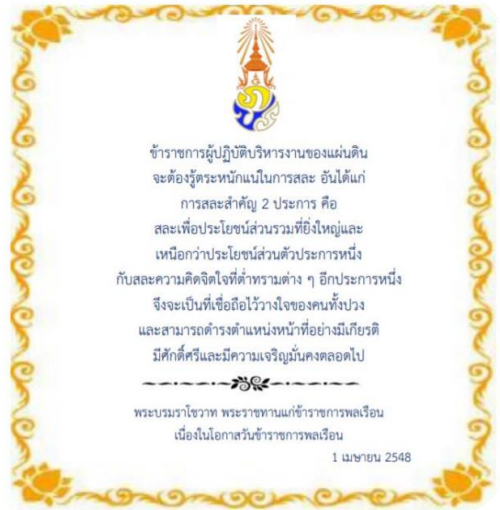 ข้าราชการผู้ปฏิบัติบริหารงานของแผ่นดิน
จะต้องรู้ตระหนักแน่ในการสละ อันได้แก่
การสละสำคัญ 2 ประการ คือ
สละเพื่อประโยชน์ส่วนรวมที่ยิ่งใหญ่และ
เหนือกว่าประโยชน์ส่วนตัวประการหนึ่ง
กับสละความคิดจิตใจที่ต่ำทรามต่าง ๆ อีกประการหนึ่ง
จึงจะเป็นที่เชื่อถือไว้วางใจของคนทั้งปวง
และสามารถดำรงตำแหน่งหน้าที่อย่างมีเกียรติ
มีศักดิ์ศรีและมีความเจริญมั่นคงตลอดไป
พระบรมราโชวาท พระราชทานแก่ข้าราชการพลเรือน
เนื่องในโอกาสวันข้าราชการพลเรือน
1 เมษายน 2548